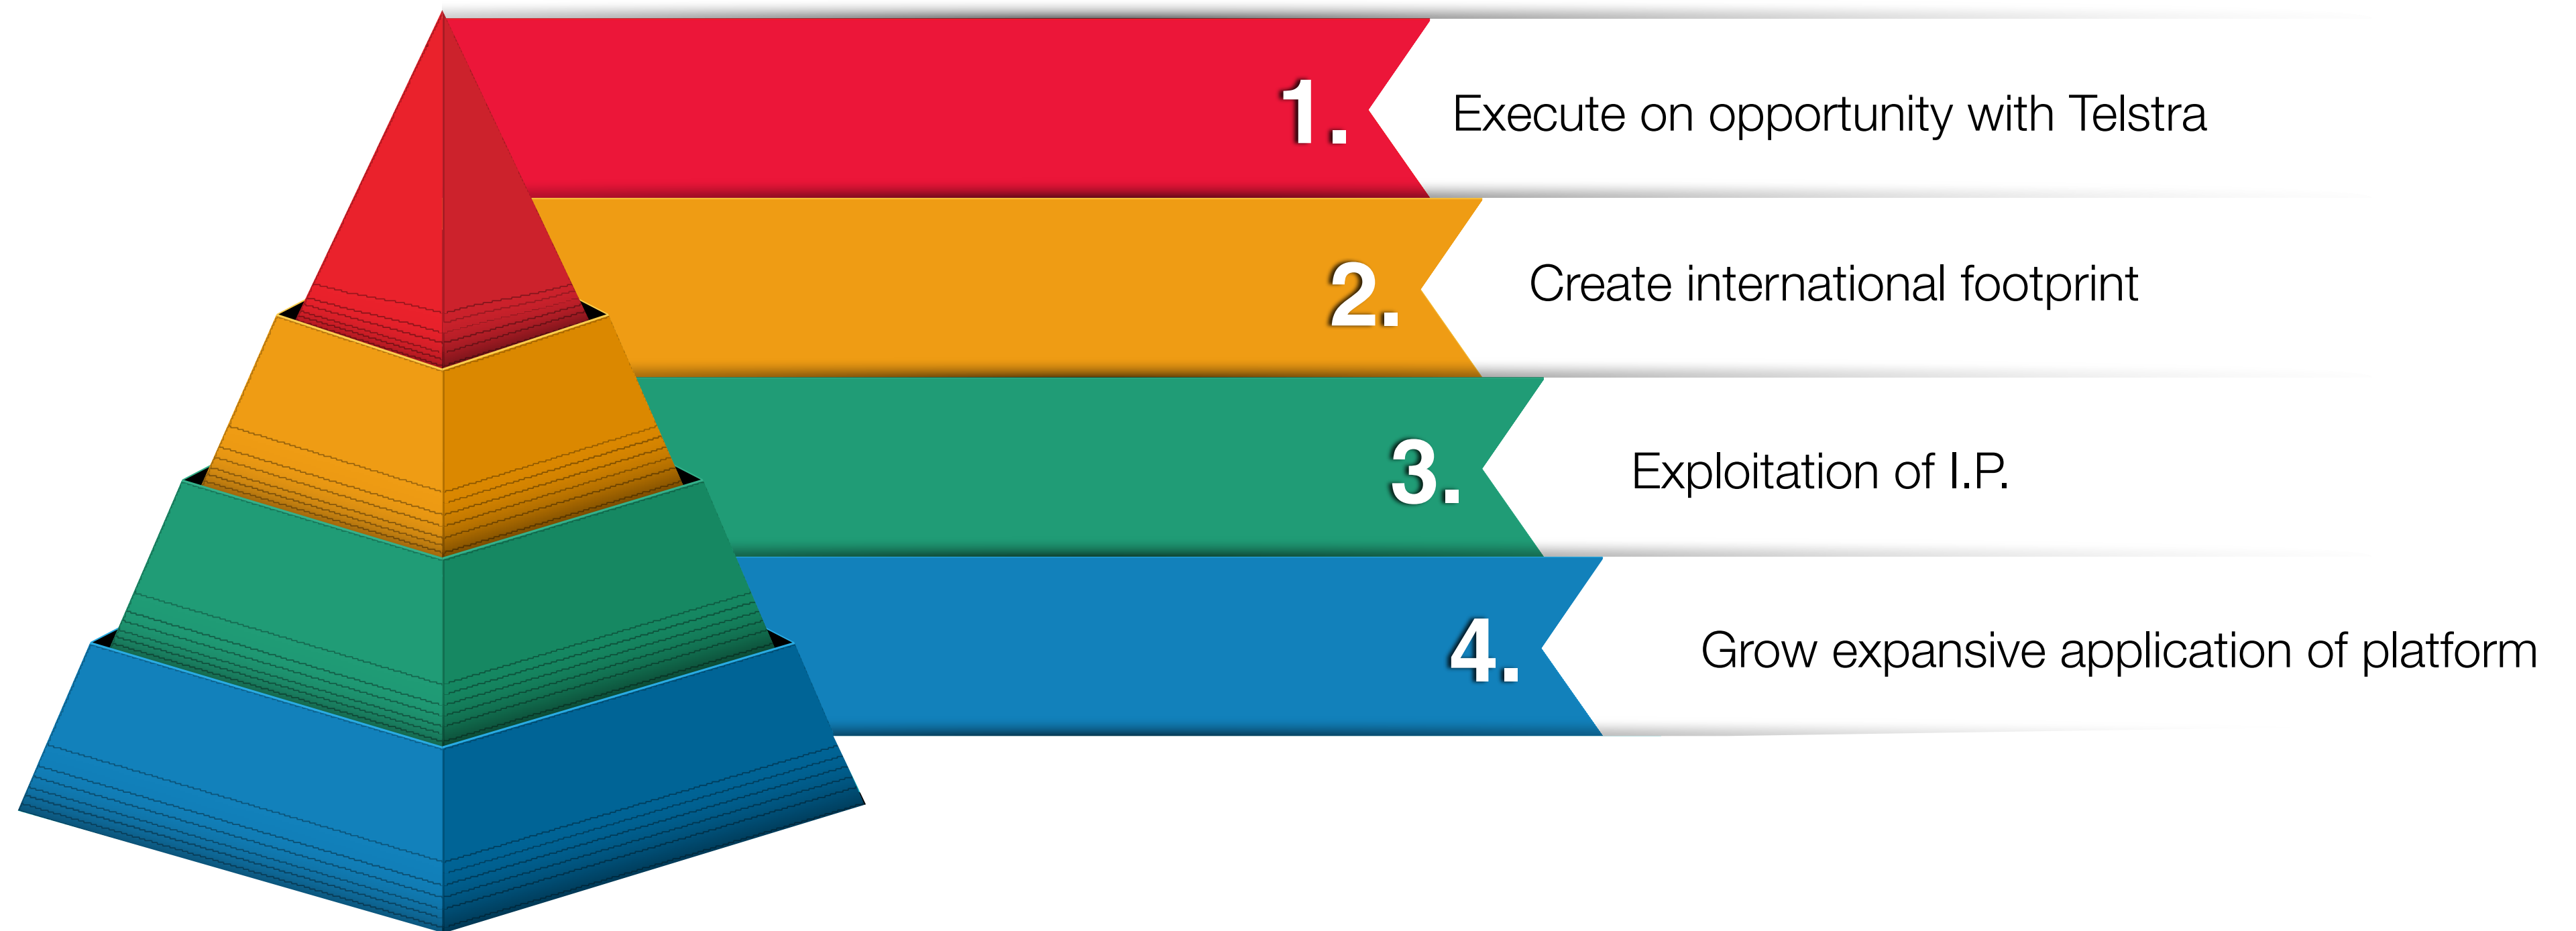 1. Execute on opportunity with Telstra
2. Create international footprint
3. Exploitation of I.P.
4. Grow expansive application of platform